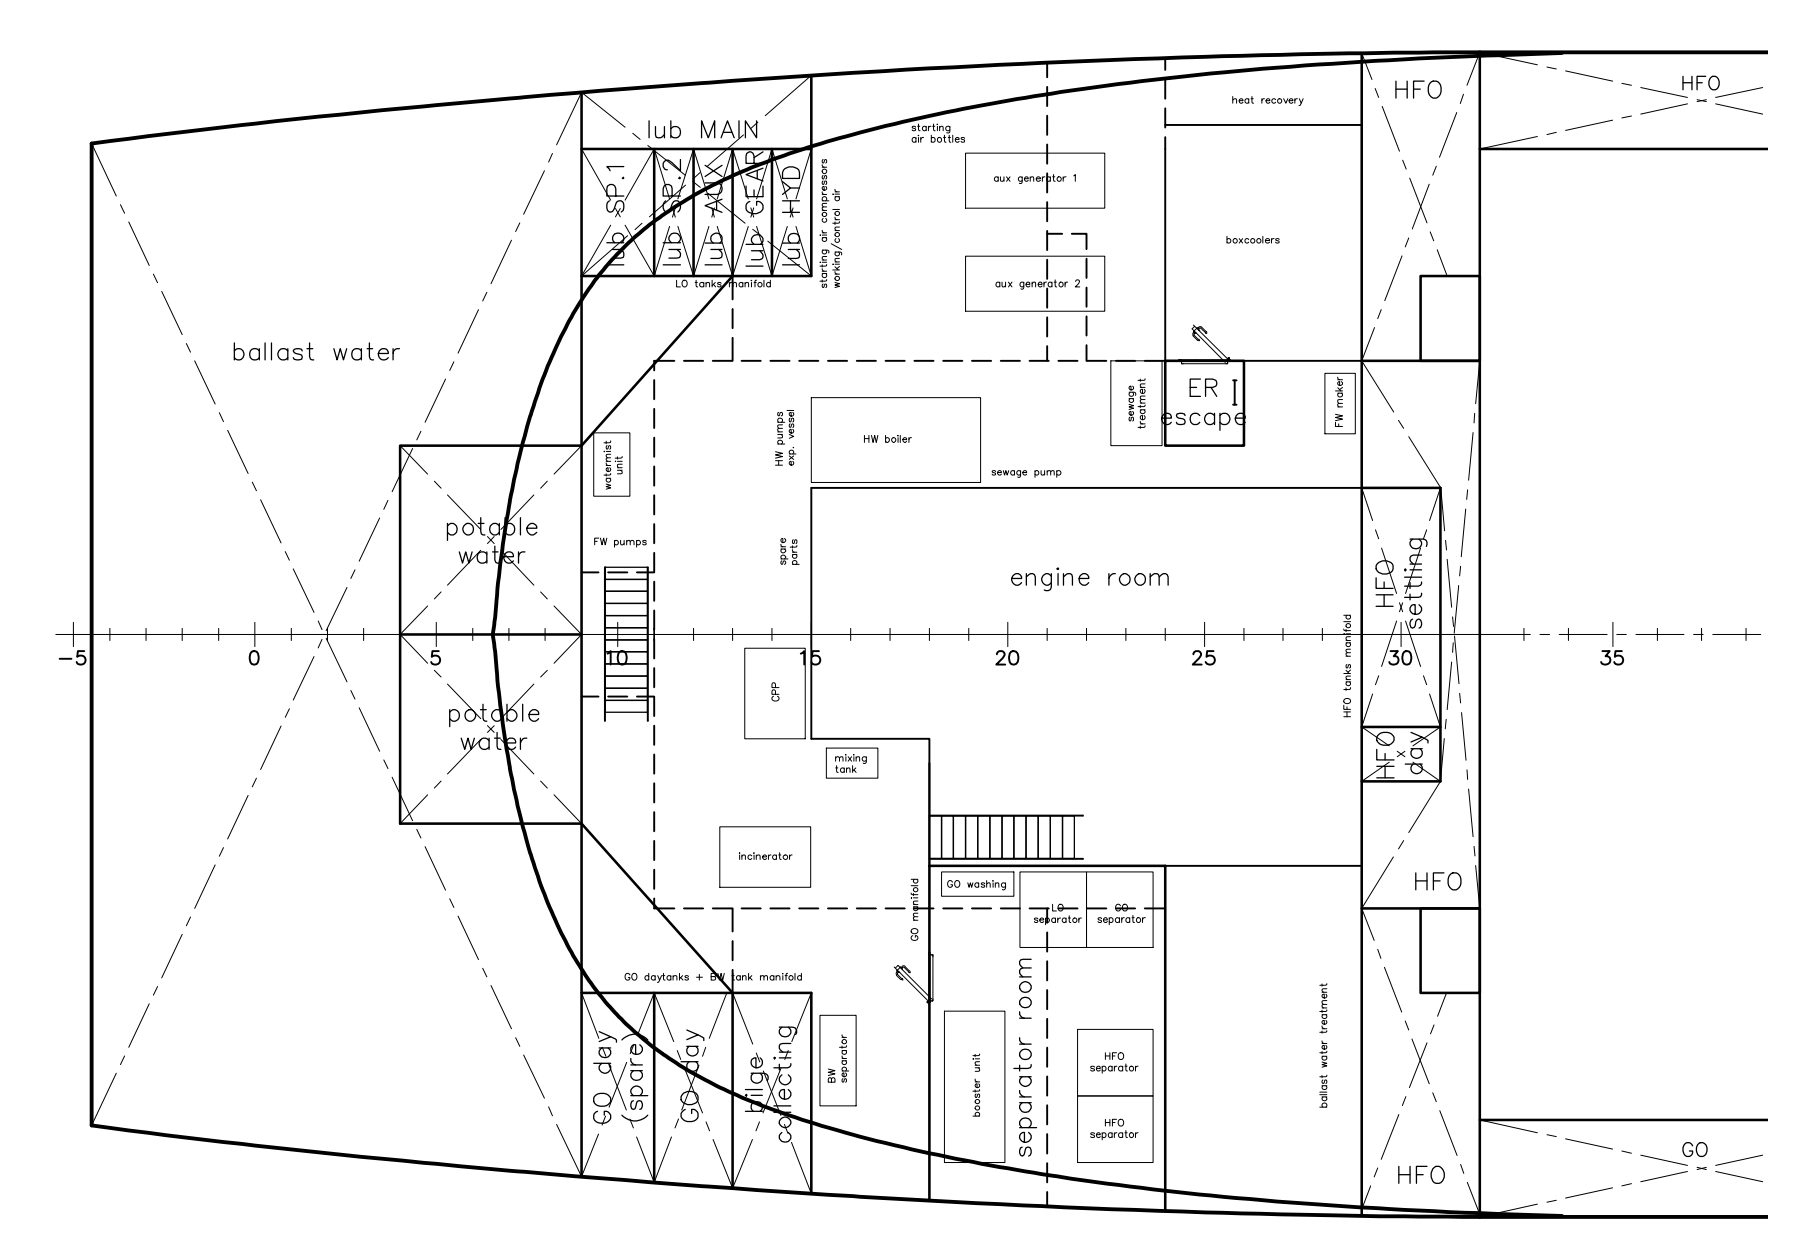 HFO
HFO
heat recovery
lub MAIN
starting
air bottles
lub SP.1
lub SP.2
lub AUX
lub GEAR
lub HYD
starting air compressors
working/control air
aux generator 1
boxcoolers
aux generator 2
LO tanks manifold
ballast water
sewage
treatment
ER
escape
FW maker
HW pumps
exp. vessel
HW boiler
watermist
unit
sewage pump
potable
water
FW pumps
spare
parts
engine room
HFO
settling
-5
0
5
10
15
20
25
30
35
HFO tanks manifold
CPP
potable
water
mixing
tank
HFO
day
incinerator
GO washing
HFO
GO manifold
LO
separator
GO
separator
GO daytanks + BW tank manifold
GO day
(spare)
GO day
bilge
collecting
BW
separator
booster unit
separator room
HFO
separator
HFO
separator
ballast water treatment
HFO
GO